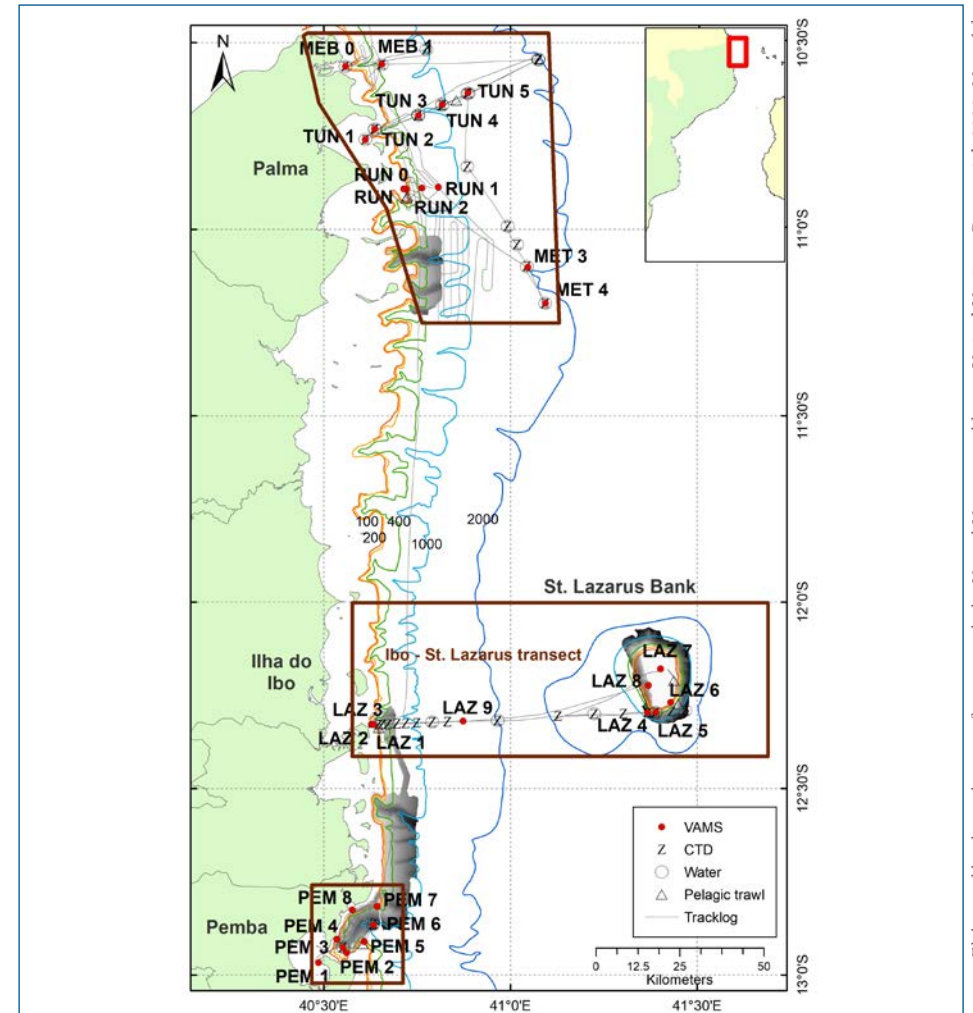 N
10°30'S
MEB 0
MEB 1
TUN 5
TUN 3
TUN 4
TUN 1
TUN 2
Palma
RUN 0
RUN 1
RUN
RUN 2
11°0'S
MET 3
MET 4
11°30'S
100 400
2000
200
1000
St. Lazarus Bank
12°0'S
Ibo - St. Lazarus transect
Ilha do
Ibo
LAZ 7
LAZ 8
LAZ 6
LAZ 3
LAZ 9
LAZ 2
LAZ 1
LAZ 4
LAZ 5
12°30'S
VAMS
Z CTD
Water
Pelagic trawl
Tracklog
PEM 8
PEM 7
Pemba
PEM 4
PEM 6
PEM 3
PEM 5
PEM 2
PEM 1
0 12.5 25 50
Kilometers
13°0'S
40°30'E
41°0'E
41°30'E